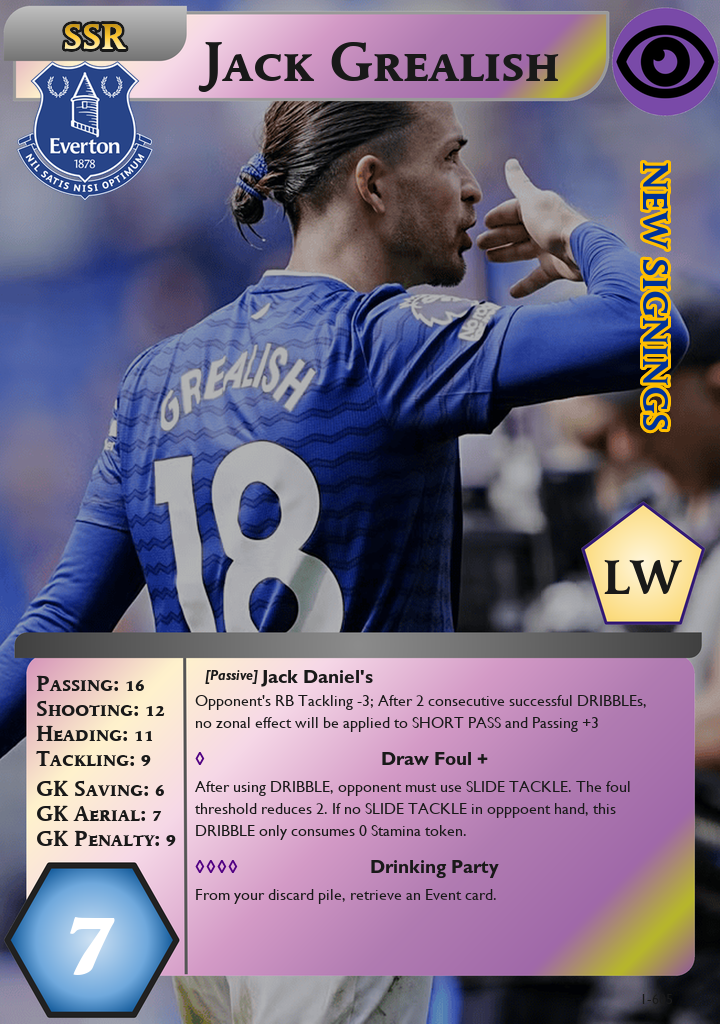 SSR
Jack Grealish
Everton
1878
NIL SATIS NISI OPTIMUM
NEW SIGNINGS
GREALISH
18
LW
Passing: 16
Shooting: 12
Heading: 11
Tackling: 9
GK Saving: 6
GK Aerial: 7
GK Penalty: 9
7
[Passive] Jack Daniel's
Opponent's RB Tackling -3; After 2 consecutive successful DRIBBLEs,
no zonal effect will be applied to SHORT PASS and Passing +3
Draw Foul +
After using DRIBBLE, opponent must use SLIDE TACKLE. The foul
threshold reduces 2. If no SLIDE TACKLE in opppoent hand, this
DRIBBLE only consumes 0 Stamina token.
Drinking Party
From your discard pile, retrieve an Event card.